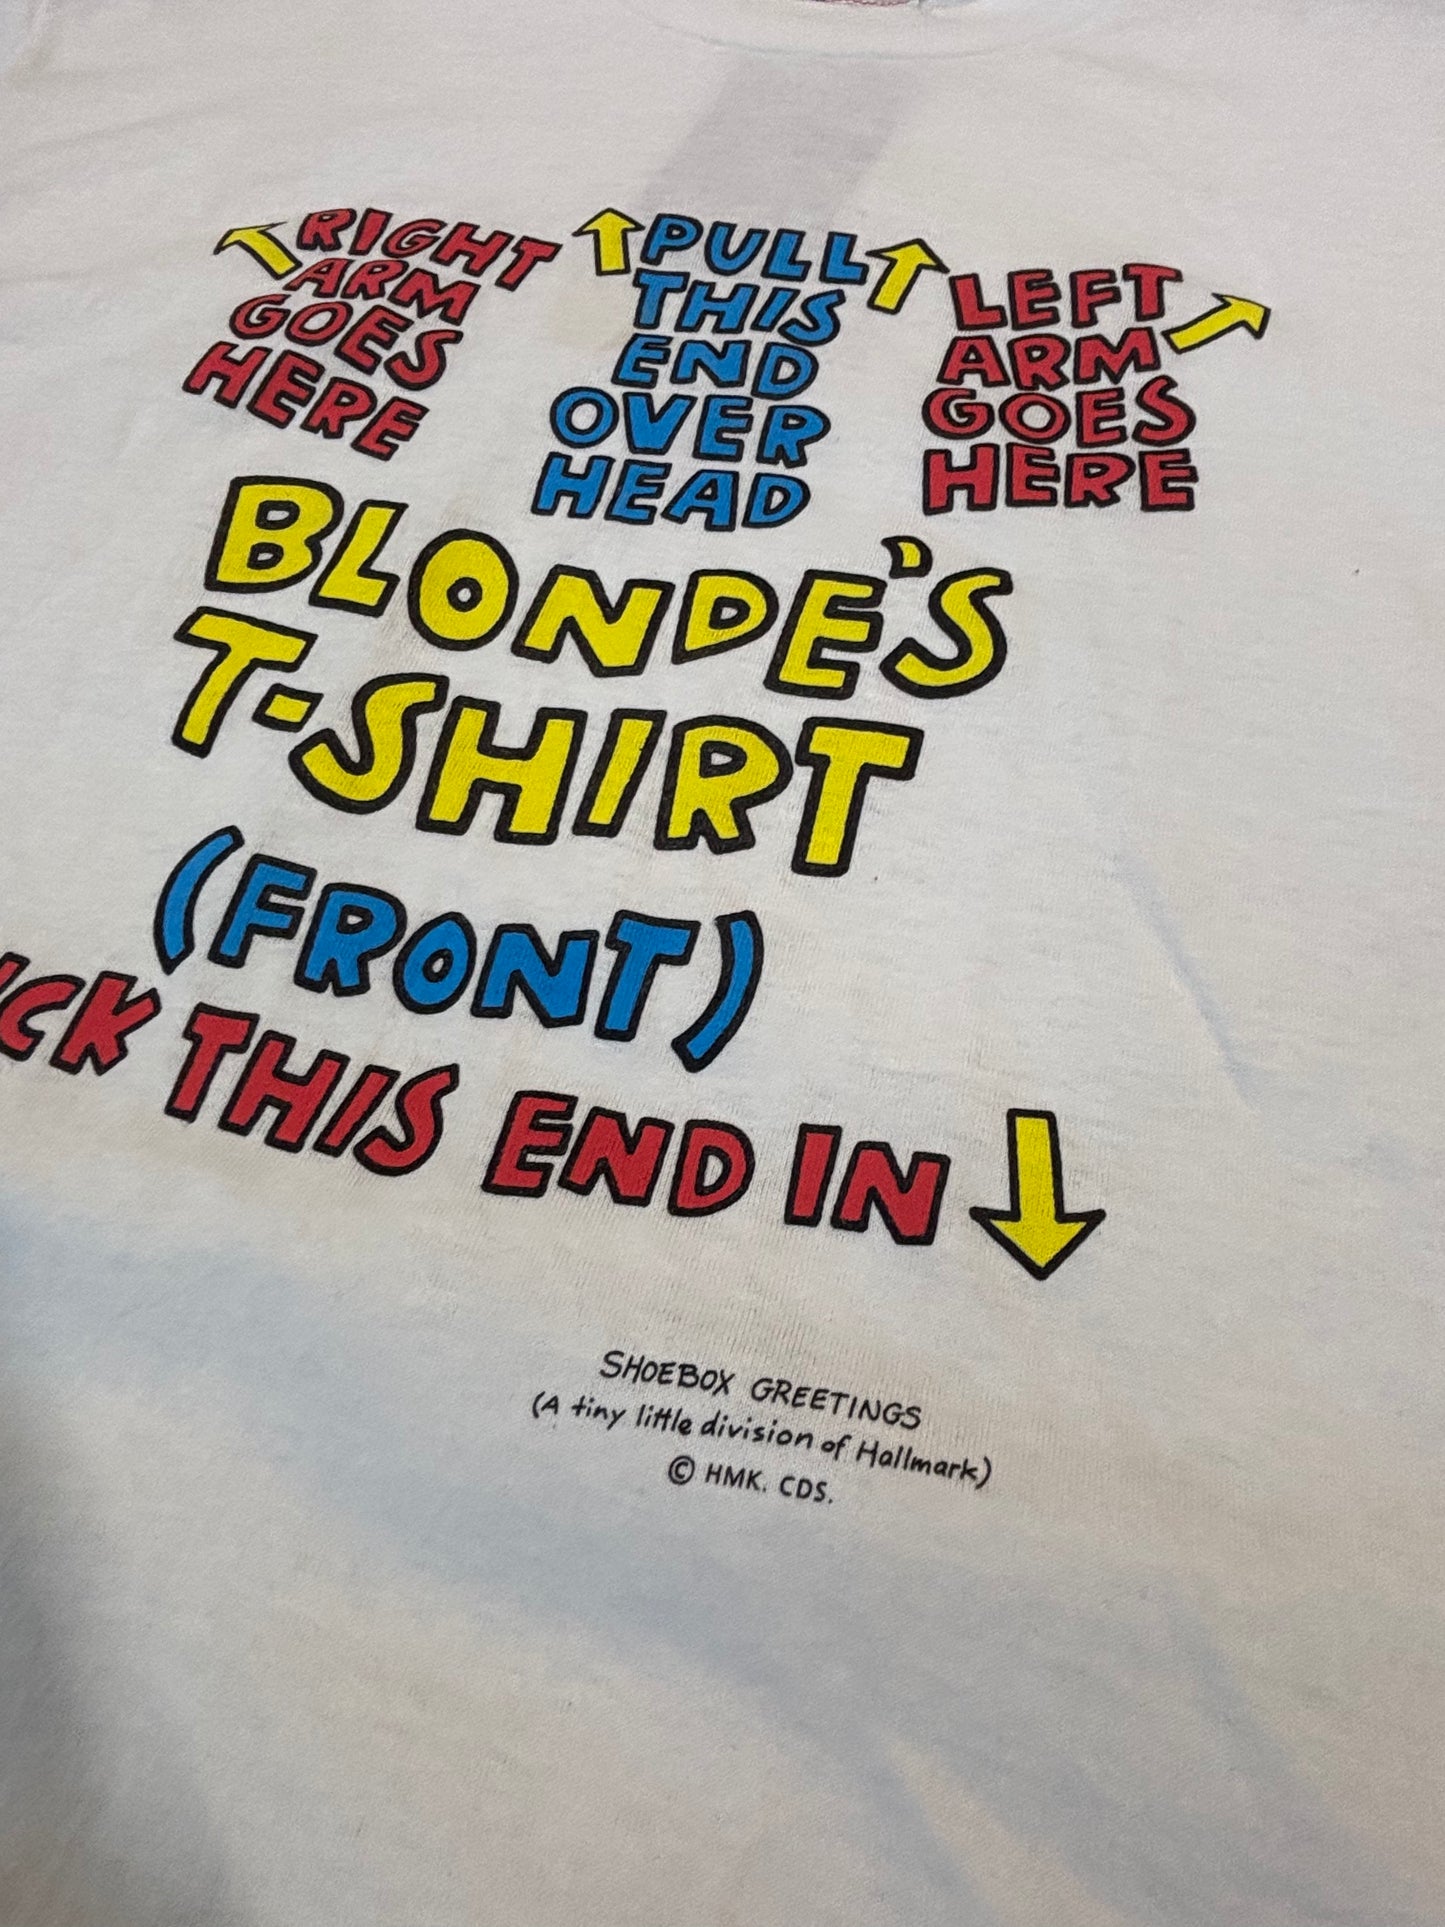 RIGHT
ARM
GOES
HERE
PULL
THIS
END
OVER
HEAD
LEFT
ARM
GOES
HERE
BLONDE'S
T-SHIRT
(FRONT)
THIS END IN
SHOEBOX GREETINGS
(A tiny little division of Hallmark)
© HMK. CDS.